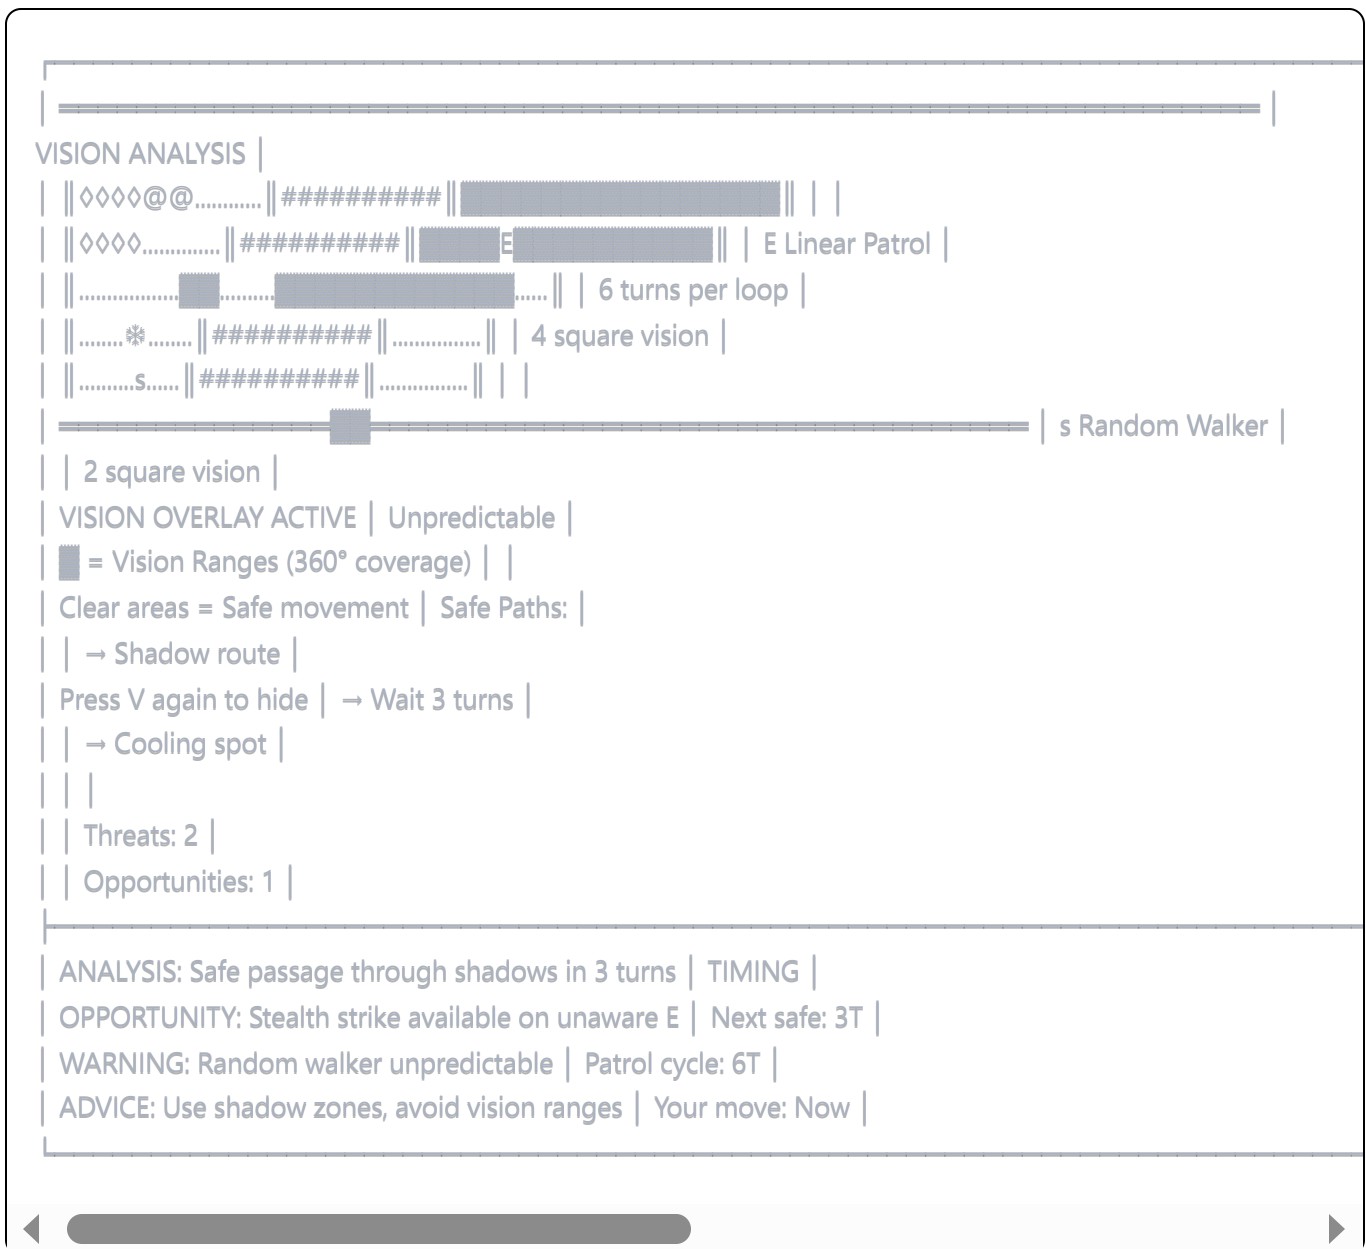 │ ════════════════════════════════════════════════════════════ │
VISION ANALYSIS │
│ ║◊◊◊◊@@............║##########║▓▓▓▓▓▓▓▓▓▓▓▓▓▓▓▓║ │ │
│ ║◊◊◊◊..............║##########║▓▓▓▓E▓▓▓▓▓▓▓▓▓▓║ │ E Linear Patrol │
│ ║..................▓▓..........▓▓▓▓▓▓▓▓▓▓▓▓......║ │ 6 turns per loop │
│ ║........❄........║##########║................║ │ 4 square vision │
│ ║..........s......║##########║................║ │ │
│ ══════════════▓▓═════════════════════════════════ │ s Random Walker │
│ │ 2 square vision │
│ VISION OVERLAY ACTIVE │ Unpredictable │
│ ▓ = Vision Ranges (360° coverage) │ │
│ Clear areas = Safe movement │ Safe Paths: │
│ │ → Shadow route │
│ Press V again to hide │ → Wait 3 turns │
│ │ → Cooling spot │
│ │ │
│ │ Threats: 2 │
│ │ Opportunities: 1 │
│ ANALYSIS: Safe passage through shadows in 3 turns │ TIMING │
│ OPPORTUNITY: Stealth strike available on unaware E │ Next safe: 3T │
│ WARNING: Random walker unpredictable │ Patrol cycle: 6T │
│ ADVICE: Use shadow zones, avoid vision ranges │ Your move: Now │